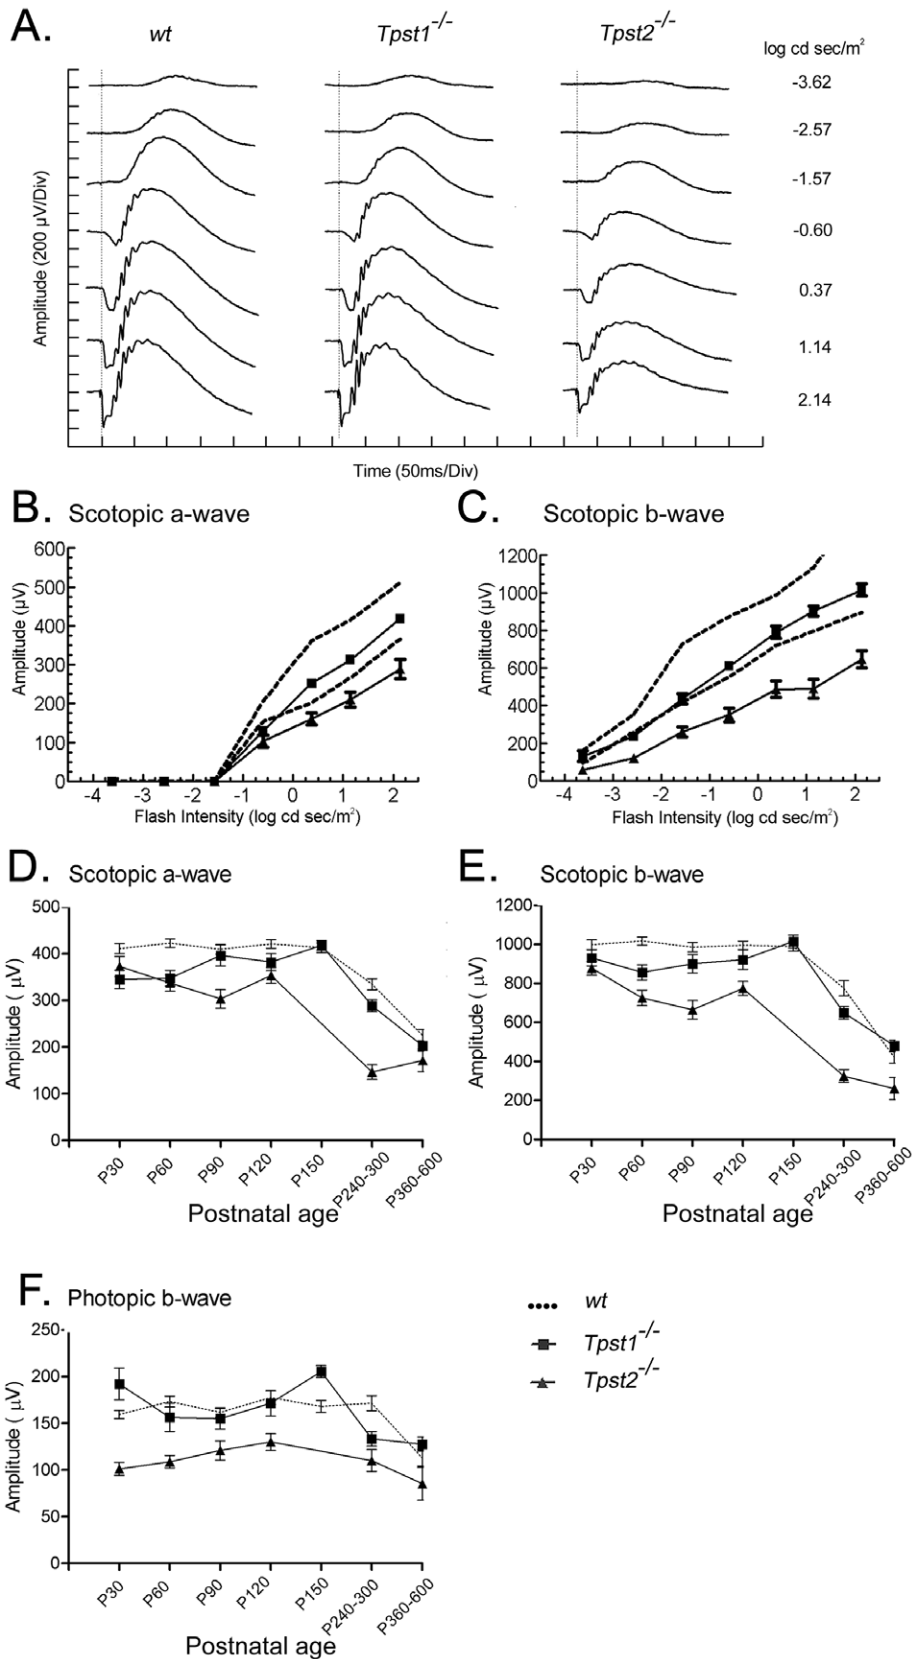 A.
wt Tpst1-/- Tpst2-/-
log cd sec/m2
-3.62
-2.57
-1.57
-0.60
0.37
1.14
2.14
Amplitude (200 µV/Div)
Time (50ms/Div)
B. Scotopic a-wave
Amplitude (µV)
600
500
400
300
200
100
0
-4 -3 -2 -1 0 1 2
Flash Intensity (log cd sec/m2)
C. Scotopic b-wave
Amplitude (µV)
1200
1000
800
600
400
200
0
-4 -3 -2 -1 0 1 2
Flash Intensity (log cd sec/m2)
D. Scotopic a-wave
Amplitude ( µV)
500
400
300
200
100
0
P30 P60 P90 P120 P150 P240-300 P360-600
Postnatal age
E. Scotopic b-wave
Amplitude ( µV)
1200
1000
800
600
400
200
0
P30 P60 P90 P120 P150 P240-300 P360-600
Postnatal age
F. Photopic b-wave
Amplitude ( µV)
250
200
150
100
50
0
P30 P60 P90 P120 P150 P240-300 P360-600
Postnatal age
wt
Tpst1-/-
Tpst2-/-